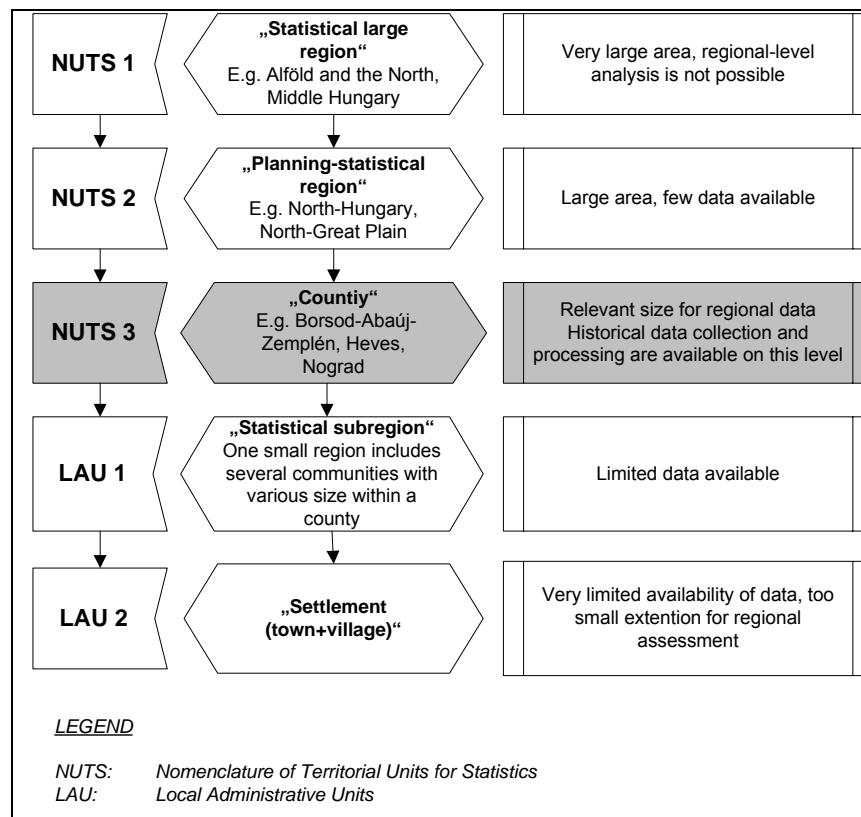 NUTS 1
„Statistical large
region“
E.g. Alföld and the North,
Middle Hungary
Very large area, regional-level
analysis is not possible
NUTS 2
„Planning-statistical
region“
E.g. North-Hungary,
North-Great Plain
Large area, few data available
NUTS 3
„Countiy“
E.g. Borsod-Abaúj-
Zemplén, Heves,
Nograd
Relevant size for regional data
Historical data collection and
processing are available on this level
LAU 1
„Statistical subregion“
One small region includes
several communities with
various size within a
county
Limited data available
LAU 2
„Settlement
(town+village)“
Very limited availability of data, too
small extention for regional
assessment
LEGEND
NUTS: Nomenclature of Territorial Units for Statistics
LAU: Local Administrative Units